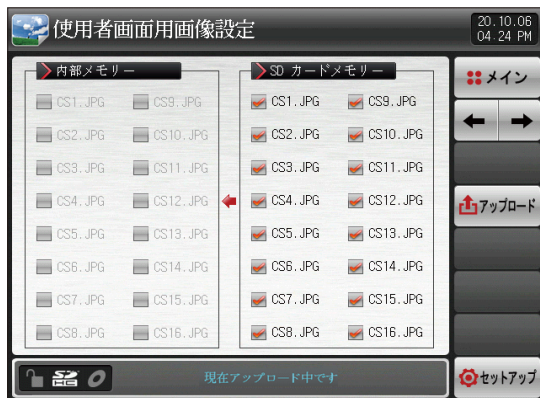 使用者画面用画像設定
20.10.06
04:24 PM
内部メモリー
CS1.JPG CS9.JPG
CS2.JPG CS10.JPG
CS3.JPG CS11.JPG
CS4.JPG CS12.JPG
CS5.JPG CS13.JPG
CS6.JPG CS14.JPG
CS7.JPG CS15.JPG
CS8.JPG CS16.JPG
SD カードメモリー
CS1.JPG CS9.JPG
CS2.JPG CS10.JPG
CS3.JPG CS11.JPG
CS4.JPG CS12.JPG
CS5.JPG CS13.JPG
CS6.JPG CS14.JPG
CS7.JPG CS15.JPG
CS8.JPG CS16.JPG
メイン
アップロード
セットアップ
SD HC
現在アップロード中です